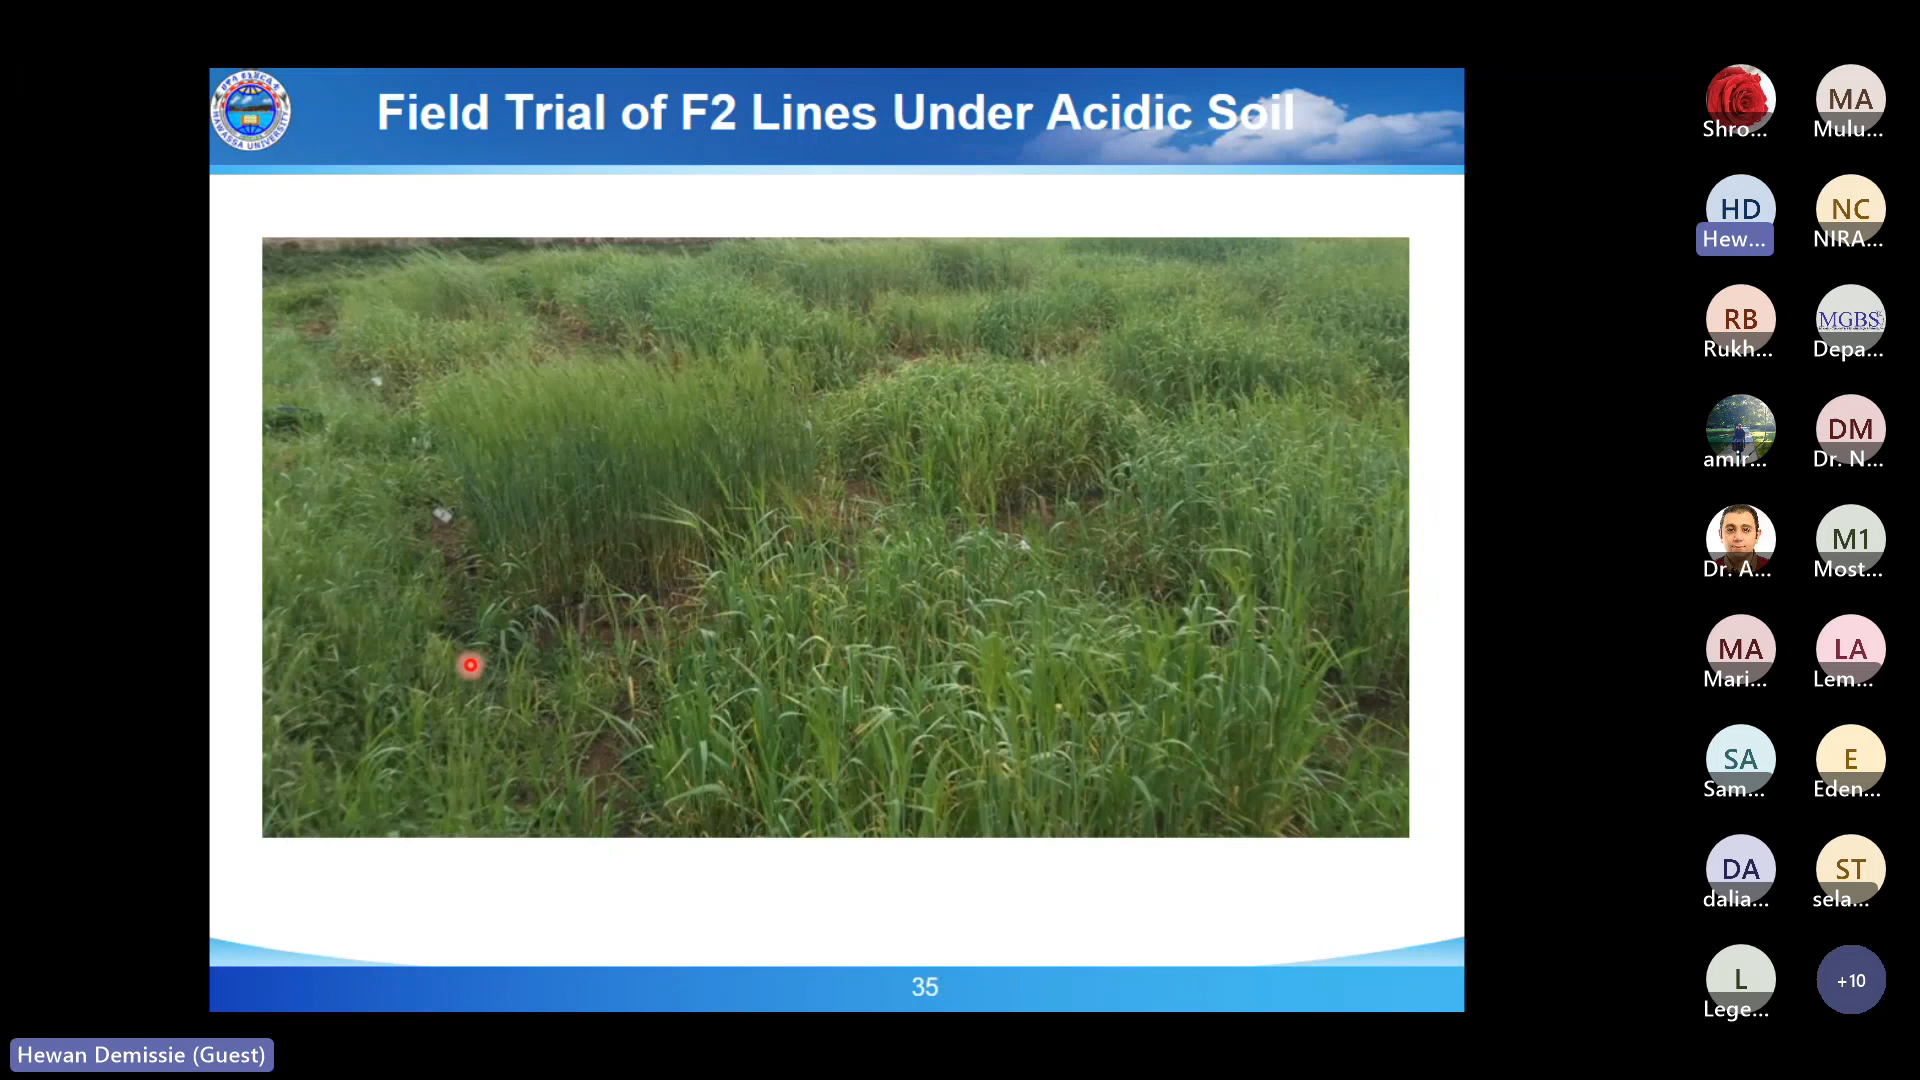 Field Trial of F2 Lines Under Acidic Soil
HAWASSA UNIVERSITY
35
Shro...
MA
Mulu...
HD
Hew...
NC
NIRA...
RB
Rukh...
MGBS
Depa...
amir...
DM
Dr. N...
Dr. A...
M1
Most...
MA
Mari...
LA
Lem...
SA
Sam...
E
Eden...
DA
dalia...
ST
sela...
L
Lege...
+10
Hewan Demissie (Guest)